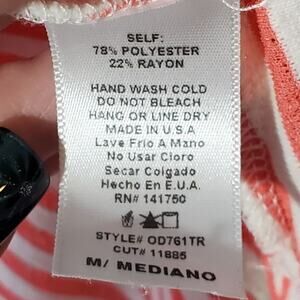 SELF:
78% POLYESTER
22% RAYON
HAND WASH COLD
DO NOT BLEACH
HANG OR LINE DRY
MADE IN U.S.A
Lave Frio A Mano
No Usar Cloro
Secar Colgado
Hecho En E.U.A.
RN# 141750
STYLE# OD761TR
CUT# 11885
M/ MEDIANO